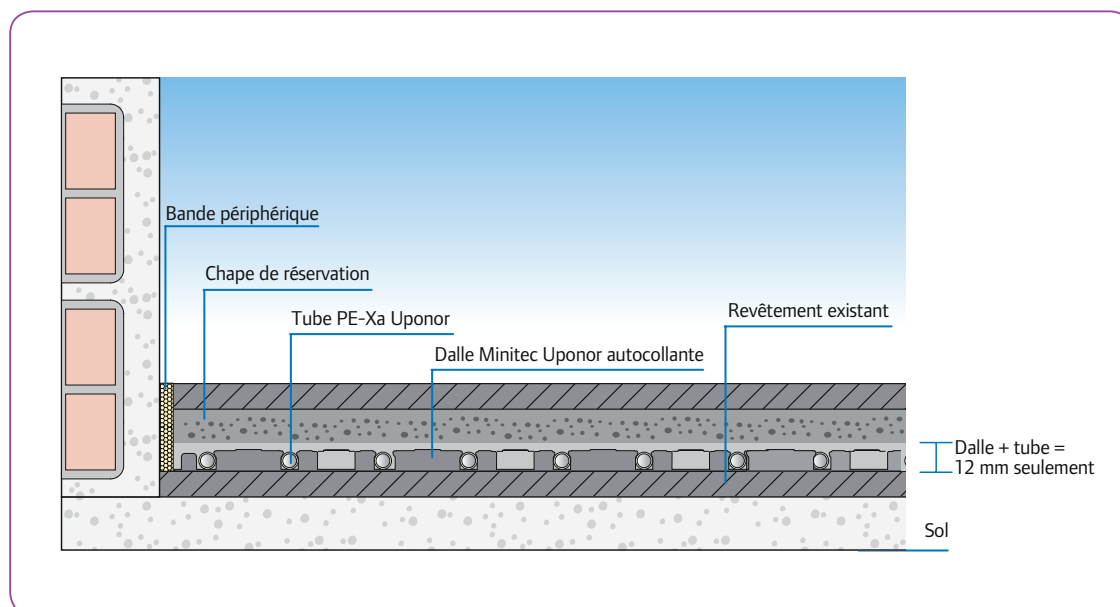 Bande périphérique
Chape de réservation
Tube PE-Xa Uponor
Revêtement existant
Dalle Minitec Uponor autocollante
Dalle + tube =
12 mm seulement
Sol